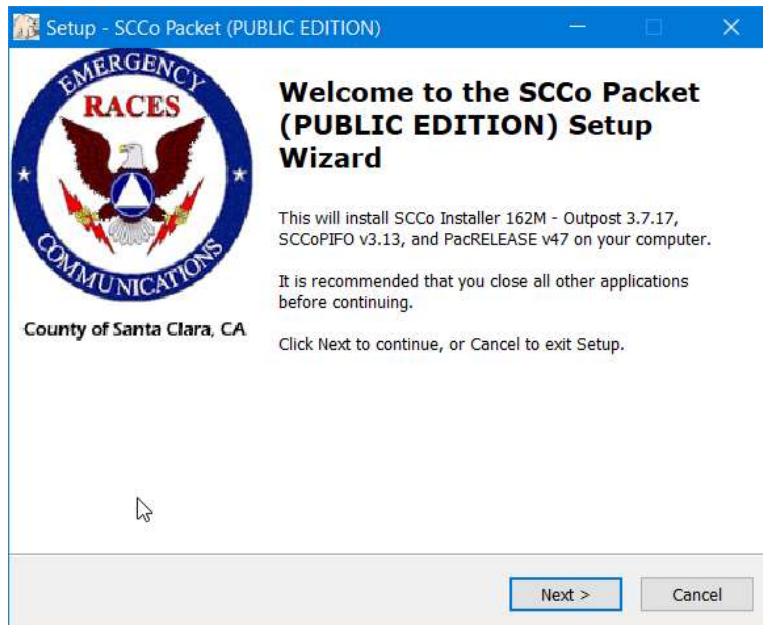 Setup - SCCo Packet (PUBLIC EDITION)
EMERGENCY
RACES
COMMUNICATIONS
County of Santa Clara, CA
Welcome to the SCCo Packet
(PUBLIC EDITION) Setup
Wizard
This will install SCCo Installer 162M - Outpost 3.7.17,
SCCoPIFO v3.13, and PacRELEASE v47 on your computer.
It is recommended that you close all other applications
before continuing.
Click Next to continue, or Cancel to exit Setup.
Next >
Cancel